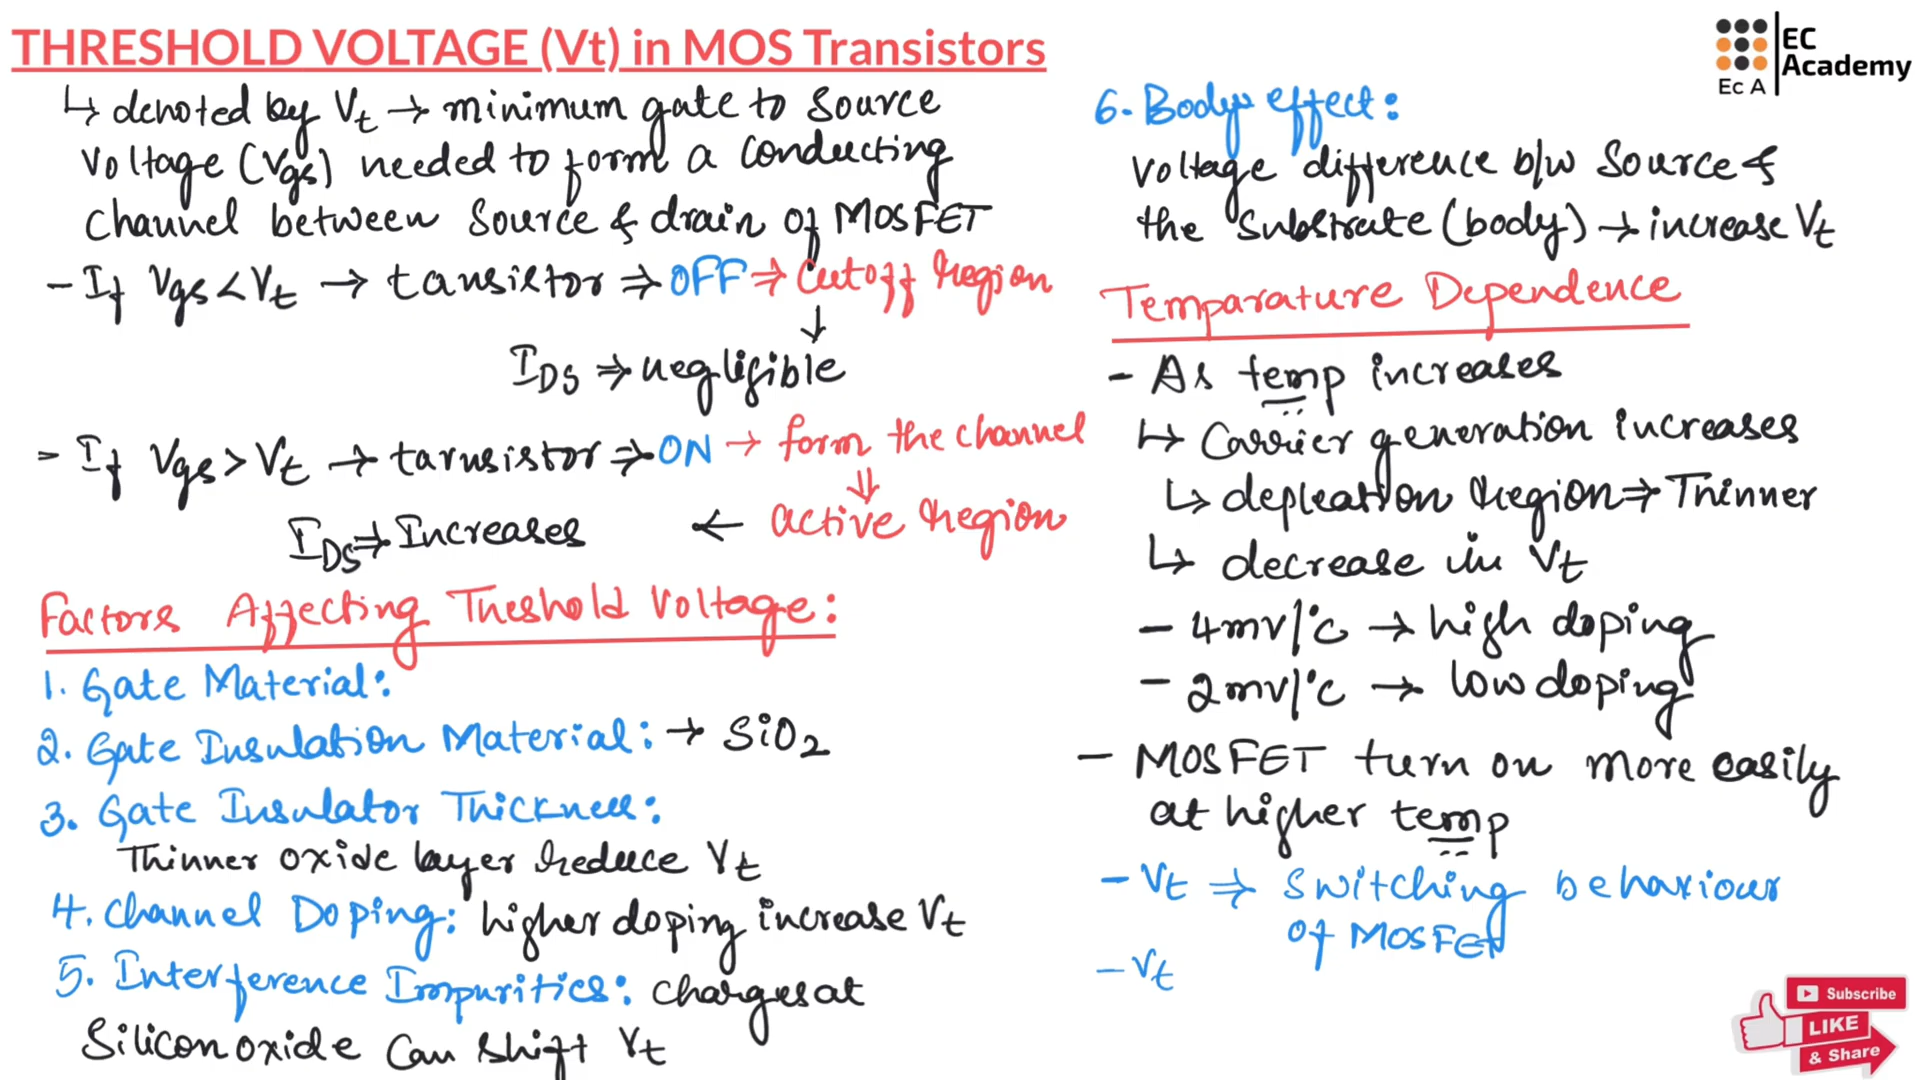 THRESHOLD VOLTAGE (Vt) in MOS Transistors
↳ denoted by Vt → minimum gate to source
voltage (Vgs) needed to form a conducting
channel between source & drain of MOSFET
- If Vgs < Vt → tansistor ⇒ OFF ⇒ Cutoff Region
↓
IDS ⇒ negligible
- If Vgs > Vt → tarnsistor ⇒ ON → form the channel
⇓
IDS ⇒ Increases ← active Region
Factors Affecting Theshold Voltage:
1. Gate Material:
2. Gate Insulation Material: → SiO2
3. Gate Insulator Thickness:
Thinner oxide layer reduce Vt
4. Channel Doping: higher doping increase Vt
5. Interference Impurities: charges at
Silicon oxide can shift Vt
EC
Academy
Ec A
6. Body effect:
voltage difference b/w source &
the substrate (body) → increase Vt
Temparature Dependence
- As temp increases
↳ Carrier generation increases
↳ depleation Region ⇒ Thinner
↳ decrease in Vt
- 4mv/°c → high doping
- 2mv/°c → low doping
- MOSFET turn on more easily
at higher temp
- Vt ⇒ Switching behaviour
of MOSFET
- Vt
Subscribe
LIKE
& Share